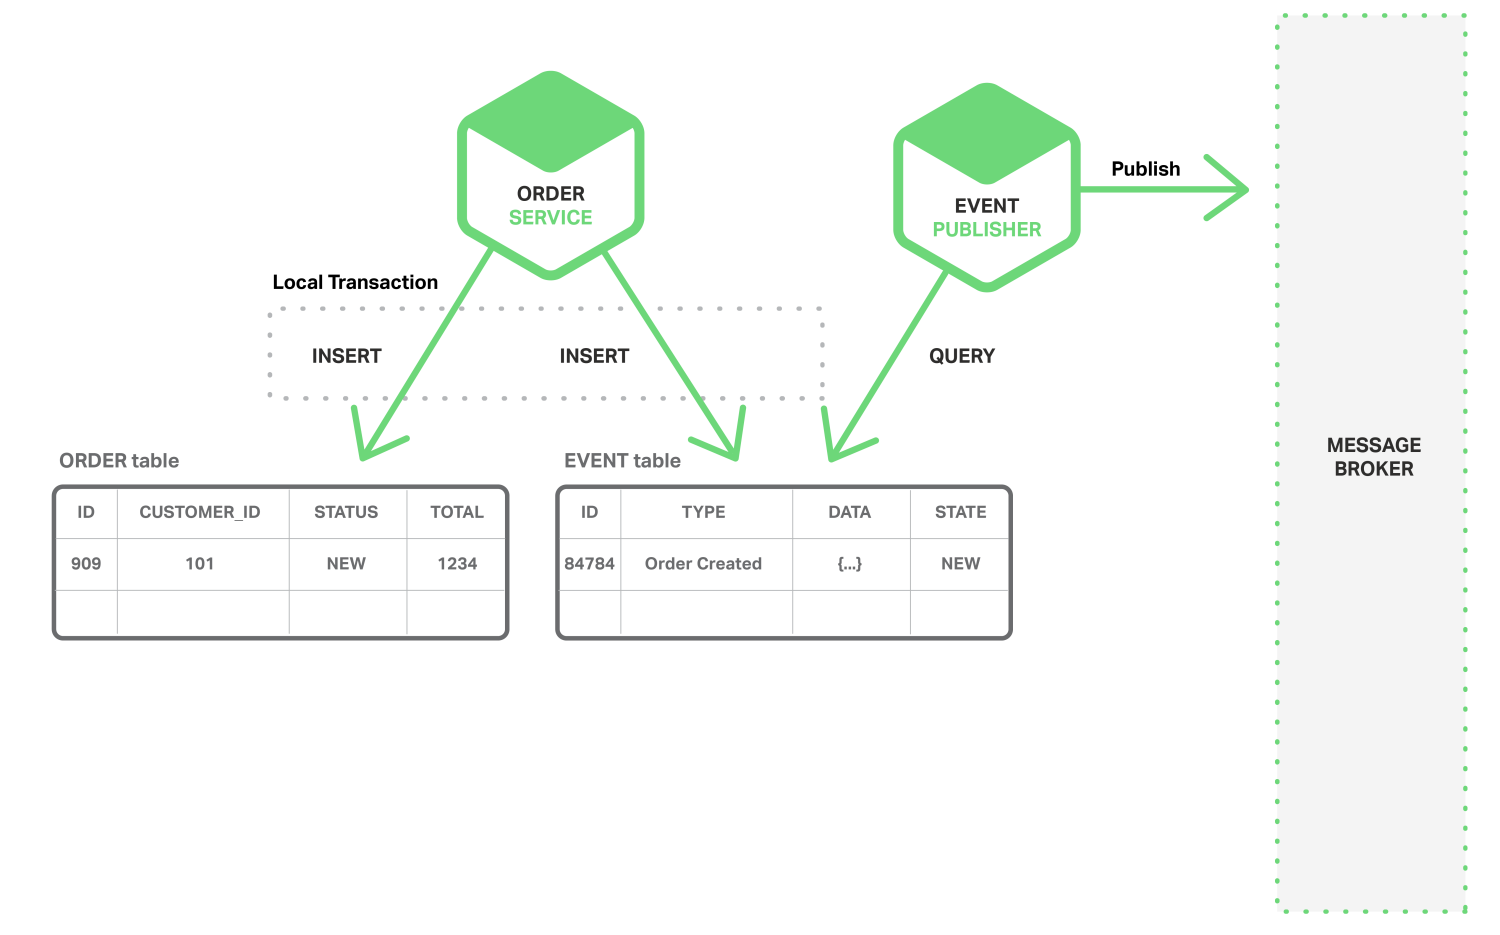 ORDER
SERVICE
EVENT
PUBLISHER
Publish
Local Transaction
INSERT
INSERT
QUERY
MESSAGE
BROKER
ORDER table
ID CUSTOMER_ID STATUS TOTAL
909 101 NEW 1234
EVENT table
ID TYPE DATA STATE
84784 Order Created {...} NEW